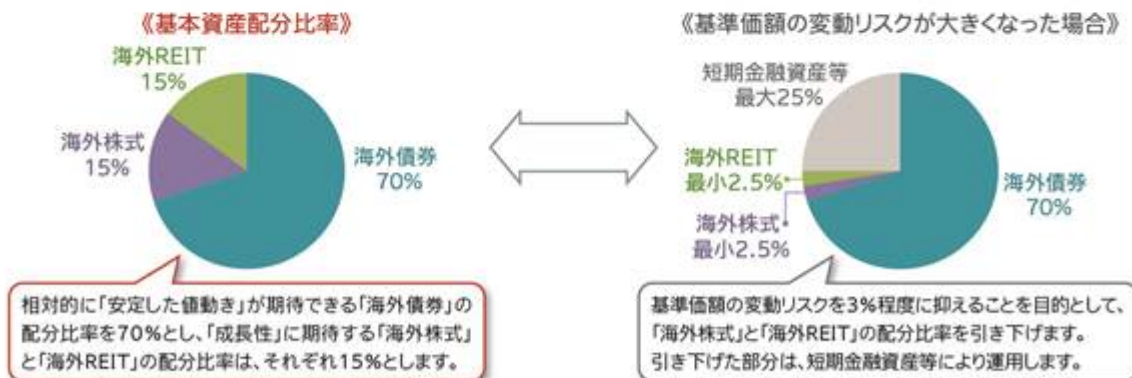 《基本資産配分比率》
海外REIT
15%
海外株式
15%
海外債券
70%
相対的に「安定した値動き」が期待できる「海外債券」の
配分比率を70%とし、「成長性」に期待する「海外株式」
と「海外REIT」の配分比率は、それぞれ15%とします。
《基準価額の変動リスクが大きくなった場合》
短期金融資産等
最大25%
海外REIT
最小2.5%
海外株式
最小2.5%
海外債券
70%
基準価額の変動リスクを3%程度に抑えることを目的として、
「海外株式」と「海外REIT」の配分比率を引き下げます。
引き下げた部分は、短期金融資産等により運用します。